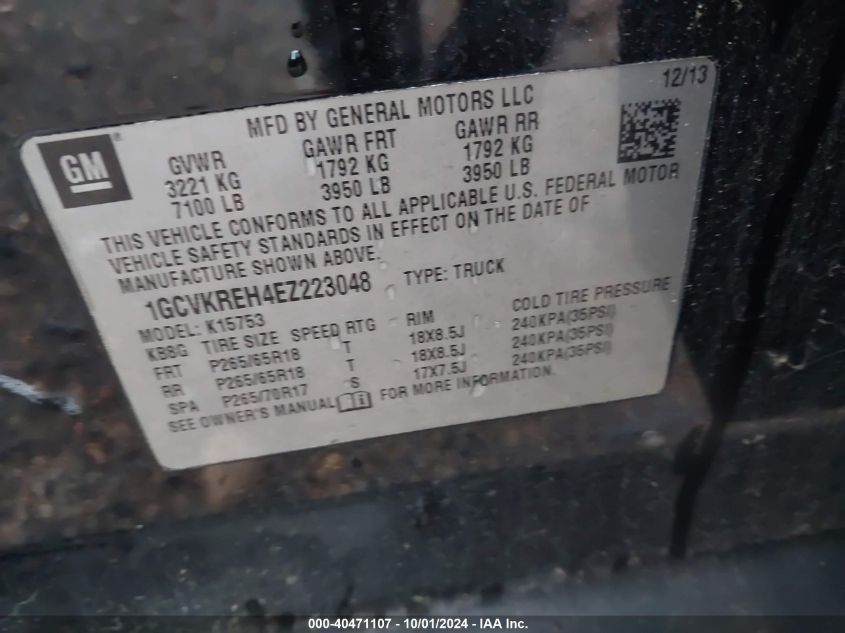 12/13
MFD BY GENERAL MOTORS LLC
GM®
GVWR GAWR FRT GAWR RR
3221 KG 1792 KG 1792 KG
7100 LB 3950 LB 3950 LB
THIS VEHICLE CONFORMS TO ALL APPLICABLE U.S. FEDERAL MOTOR
VEHICLE SAFETY STANDARDS IN EFFECT ON THE DATE OF
MANUFACTURE SHOWN ABOVE.
1GCVKREH4EZ223048 TYPE: TRUCK
MODEL: K15753
KB8G TIRE SIZE SPEED RTG RIM COLD TIRE PRESSURE
FRT P265/65R18 T 18X8.5J 240KPA(35PSI)
RR P265/65R18 T 18X8.5J 240KPA(35PSI)
SPA P265/70R17 S 17X7.5J 240KPA(35PSI)
SEE OWNER'S MANUAL FOR MORE INFORMATION.
000-40471107 - 10/01/2024 - IAA Inc.